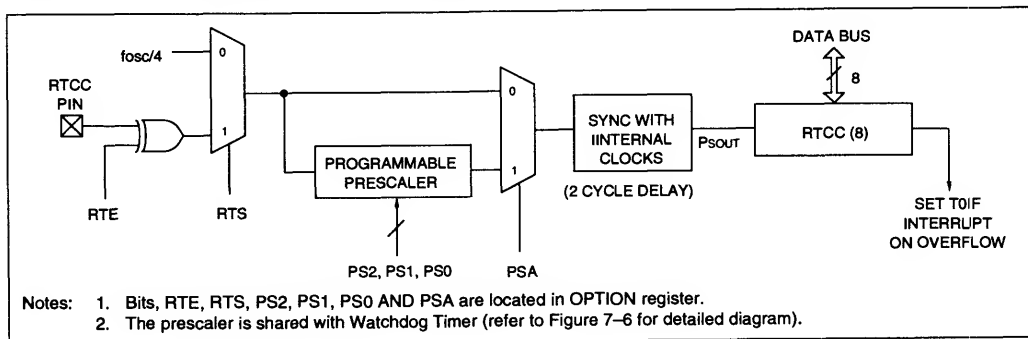 DATA BUS
fosc/4
0
8
RTCC
PIN
0
1
SYNC WITH
IINTERNAL
CLOCKS
PSOUT
RTCC (8)
PROGRAMMABLE
PRESCALER
1
(2 CYCLE DELAY)
RTE
RTS
SET T0IF
INTERRUPT
ON OVERFLOW
PS2, PS1, PS0
PSA
Notes: 1. Bits, RTE, RTS, PS2, PS1, PS0 AND PSA are located in OPTION register.
2. The prescaler is shared with Watchdog Timer (refer to Figure 7–6 for detailed diagram).